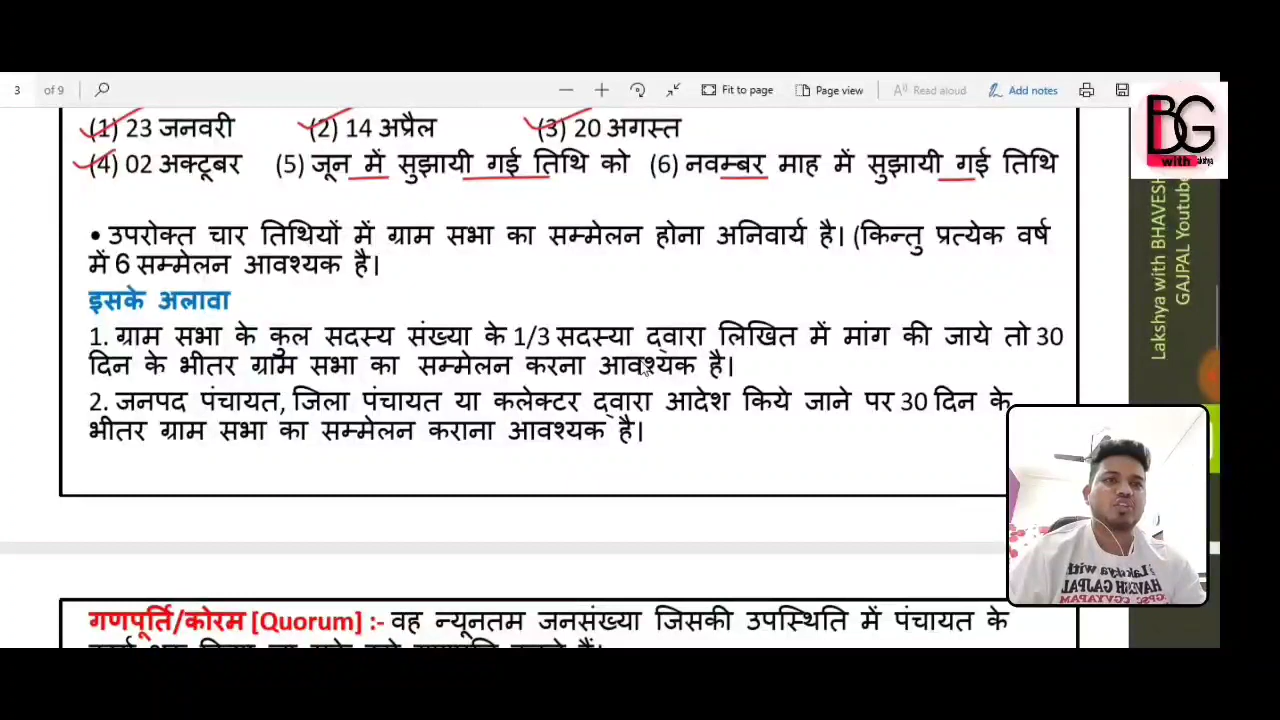 3 of 9 Fit to page Page view Read aloud Add notes
(1) 23 जनवरी (2) 14 अप्रैल (3) 20 अगस्त
(4) 02 अक्टूबर (5) जून में सुझायी गई तिथि को (6) नवम्बर माह में सुझायी गई तिथि
• उपरोक्त चार तिथियों में ग्राम सभा का सम्मेलन होना अनिवार्य है। (किन्तु प्रत्येक वर्ष
में 6 सम्मेलन आवश्यक है।
इसके अलावा
1. ग्राम सभा के कुल सदस्य संख्या के 1/3 सदस्या द्वारा लिखित में मांग की जाये तो 30
दिन के भीतर ग्राम सभा का सम्मेलन करना आवश्यक है।
2. जनपद पंचायत, जिला पंचायत या कलेक्टर द्वारा आदेश किये जाने पर 30 दिन के
भीतर ग्राम सभा का सम्मेलन कराना आवश्यक है।
गणपूर्ति/कोरम [Quorum] :- वह न्यूनतम जनसंख्या जिसकी उपस्थिति में पंचायत के
BG
with
Lakshya with BHAVESH
GAJPAL Youtube